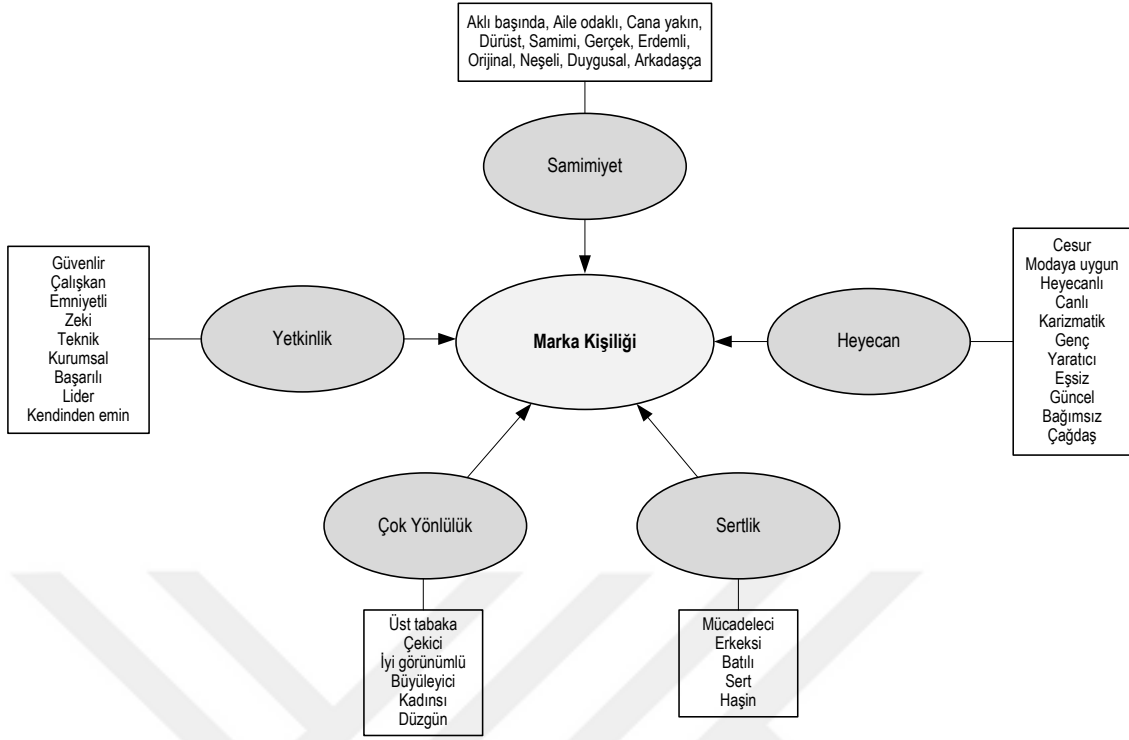 Aklı başında, Aile odaklı, Cana yakın,
Dürüst, Samimi, Gerçek, Erdemli,
Orijinal, Neşeli, Duygusal, Arkadaşça
Samimiyet
Güvenlir
Çalışkan
Emniyetli
Zeki
Teknik
Kurumsal
Başarılı
Lider
Kendinden emin
Yetkinlik
Marka Kişiliği
Heyecan
Cesur
Modaya uygun
Heyecanlı
Canlı
Karizmatik
Genç
Yaratıcı
Eşsiz
Güncel
Bağımsız
Çağdaş
Çok Yönlülük
Üst tabaka
Çekici
İyi görünümlü
Büyüleyici
Kadınsı
Düzgün
Sertlik
Mücadeleci
Erkeksi
Batılı
Sert
Haşin